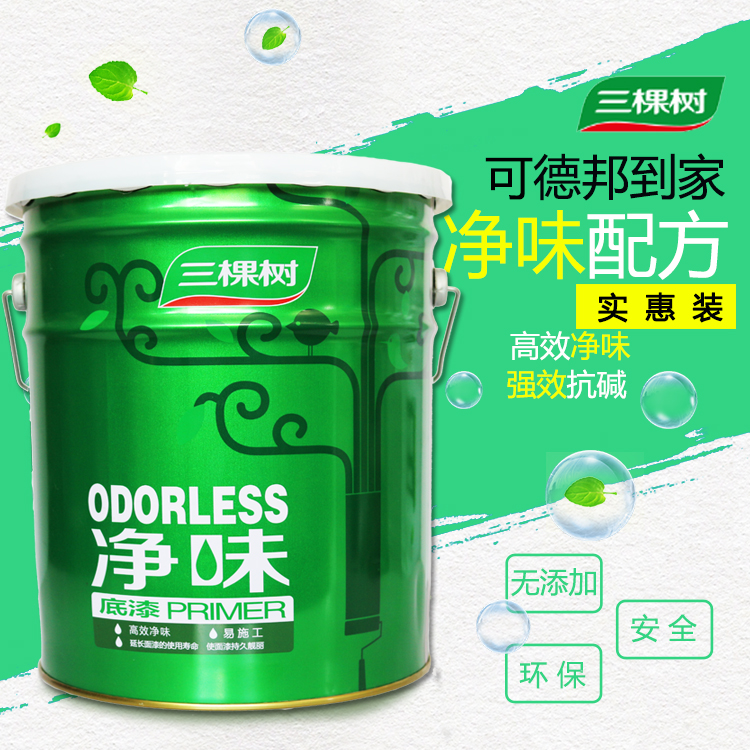 三棵树
可德邦到家
净味配方
实惠装
高效净味
强效抗碱
无添加
安全
环保
三棵树
ODORLESS
净味
底漆 PRIMER
高效净味 易施工
延长面漆的使用寿命 使面漆持久靓丽